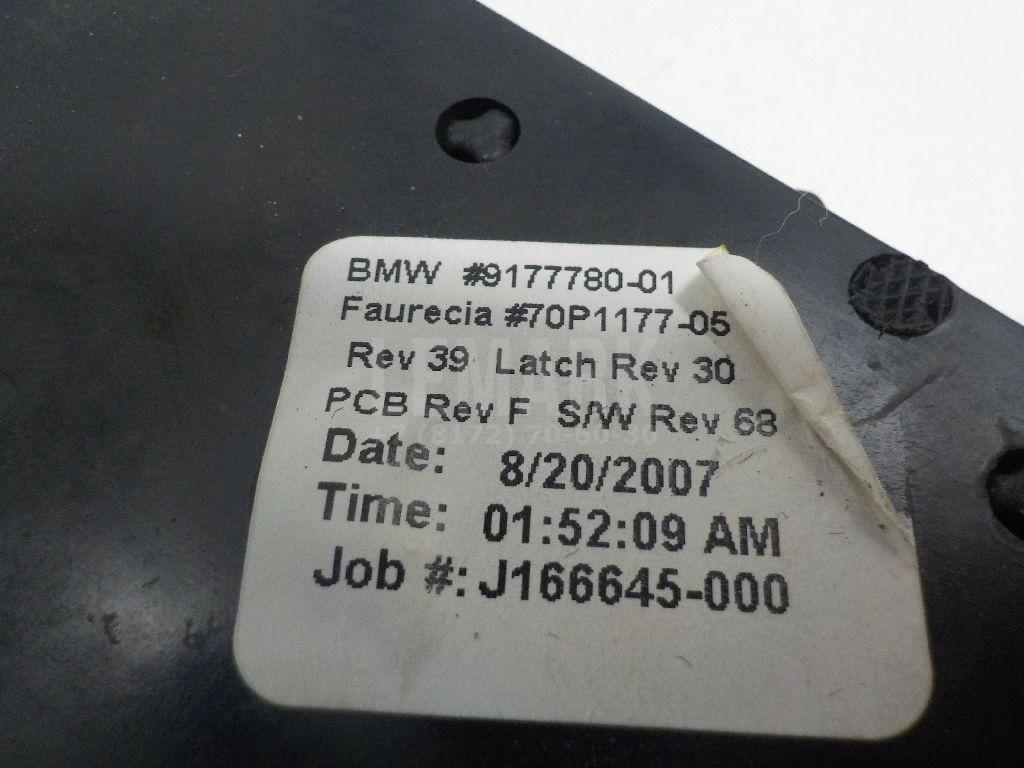 BMW #9177780-01
Faurecia #70P1177-05
Rev 39 Latch Rev 30
PCB Rev F S/W Rev 68
Date: 8/20/2007
Time: 01:52:09 AM
Job #: J166645-000